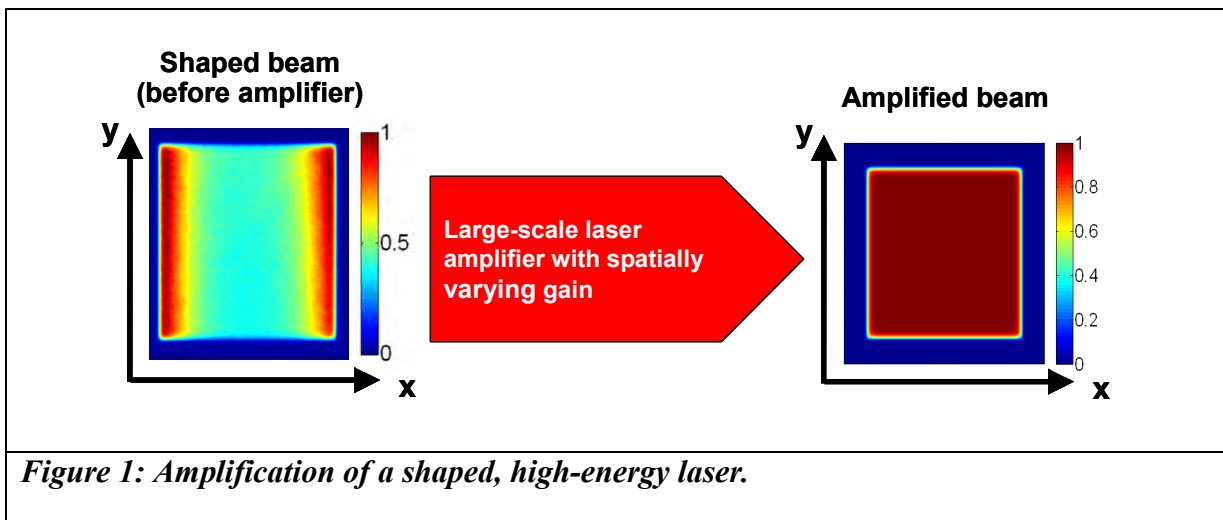 Shaped beam
(before amplifier)
y
1
0.5
0
x
Large-scale laser
amplifier with spatially
varying gain
Amplified beam
y
1
0.8
0.6
0.4
0.2
0
x
Figure 1: Amplification of a shaped, high-energy laser.